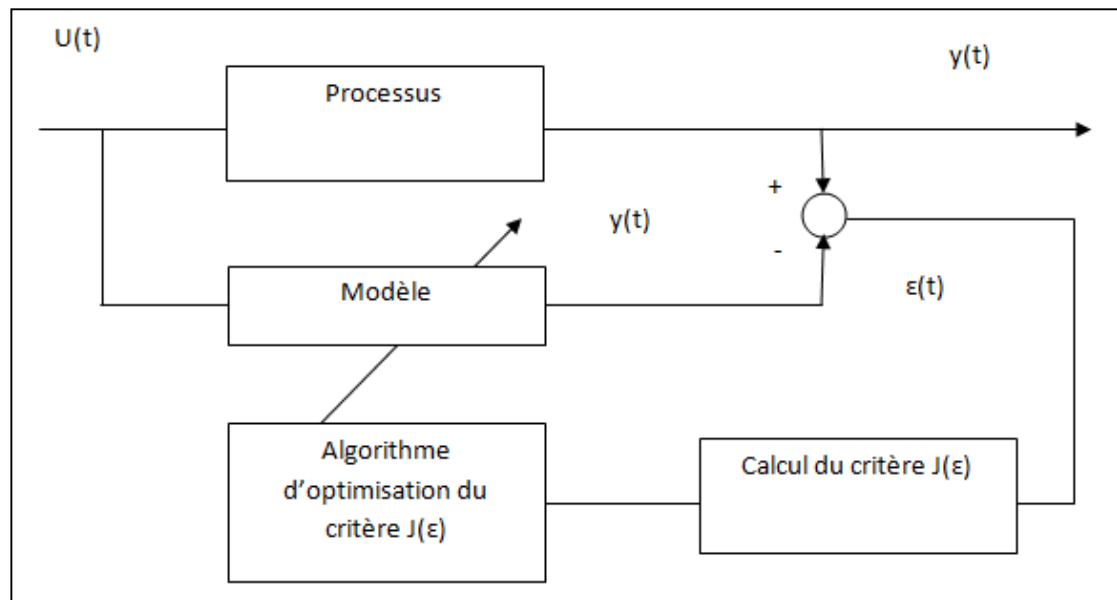 U(t)
y(t)
Processus
+
y(t)
-
Modèle
ε(t)
Algorithme
d’optimisation du
critère J(ε)
Calcul du critère J(ε)